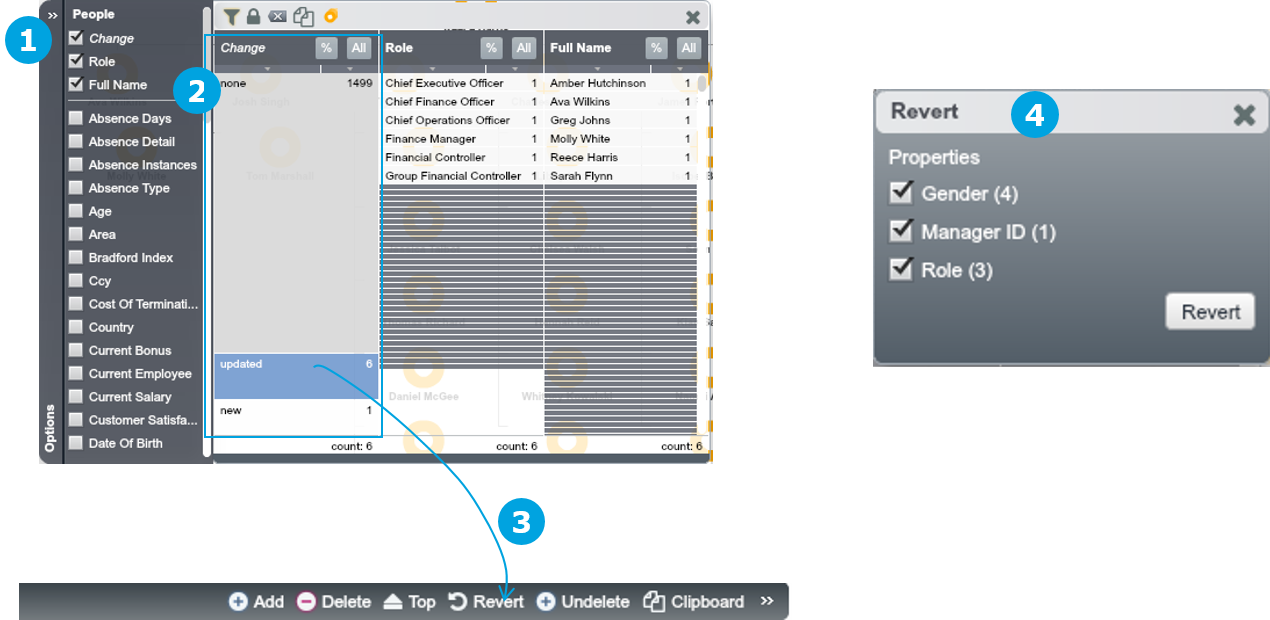 1
People
Change
Role
Full Name
Absence Days
Absence Detail
Absence Instances
Absence Type
Age
Area
Bradford Index
Ccy
Cost Of Terminati...
Country
Current Bonus
Current Employee
Current Salary
Customer Satisfa...
Date Of Birth
Options
2
Change % All Role % All Full Name % All
none 1499 Chief Executive Officer 1 Amber Hutchinson 1
Chief Finance Officer 1 Ava Wilkins 1
Chief Operations Officer 1 Greg Johns 1
Finance Manager 1 Molly White 1
Financial Controller 1 Reece Harris 1
Group Financial Controller 1 Sarah Flynn 1
updated 6
Daniel McGee
new 1
count: 6 count: 6 count: 6
3
Add Delete Top Revert Undelete Clipboard
Revert
4
Properties
Gender (4)
Manager ID (1)
Role (3)
Revert